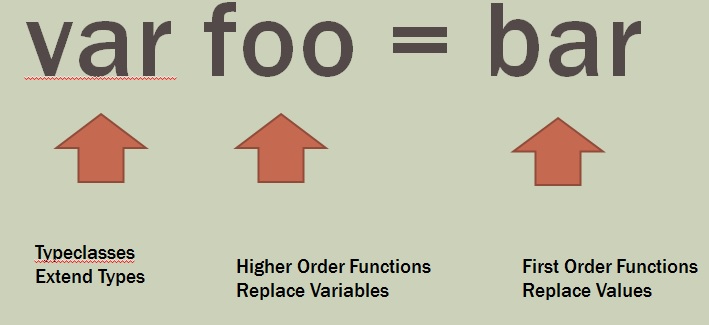 var foo = bar
Typeclasses
Extend Types
Higher Order Functions
Replace Variables
First Order Functions
Replace Values